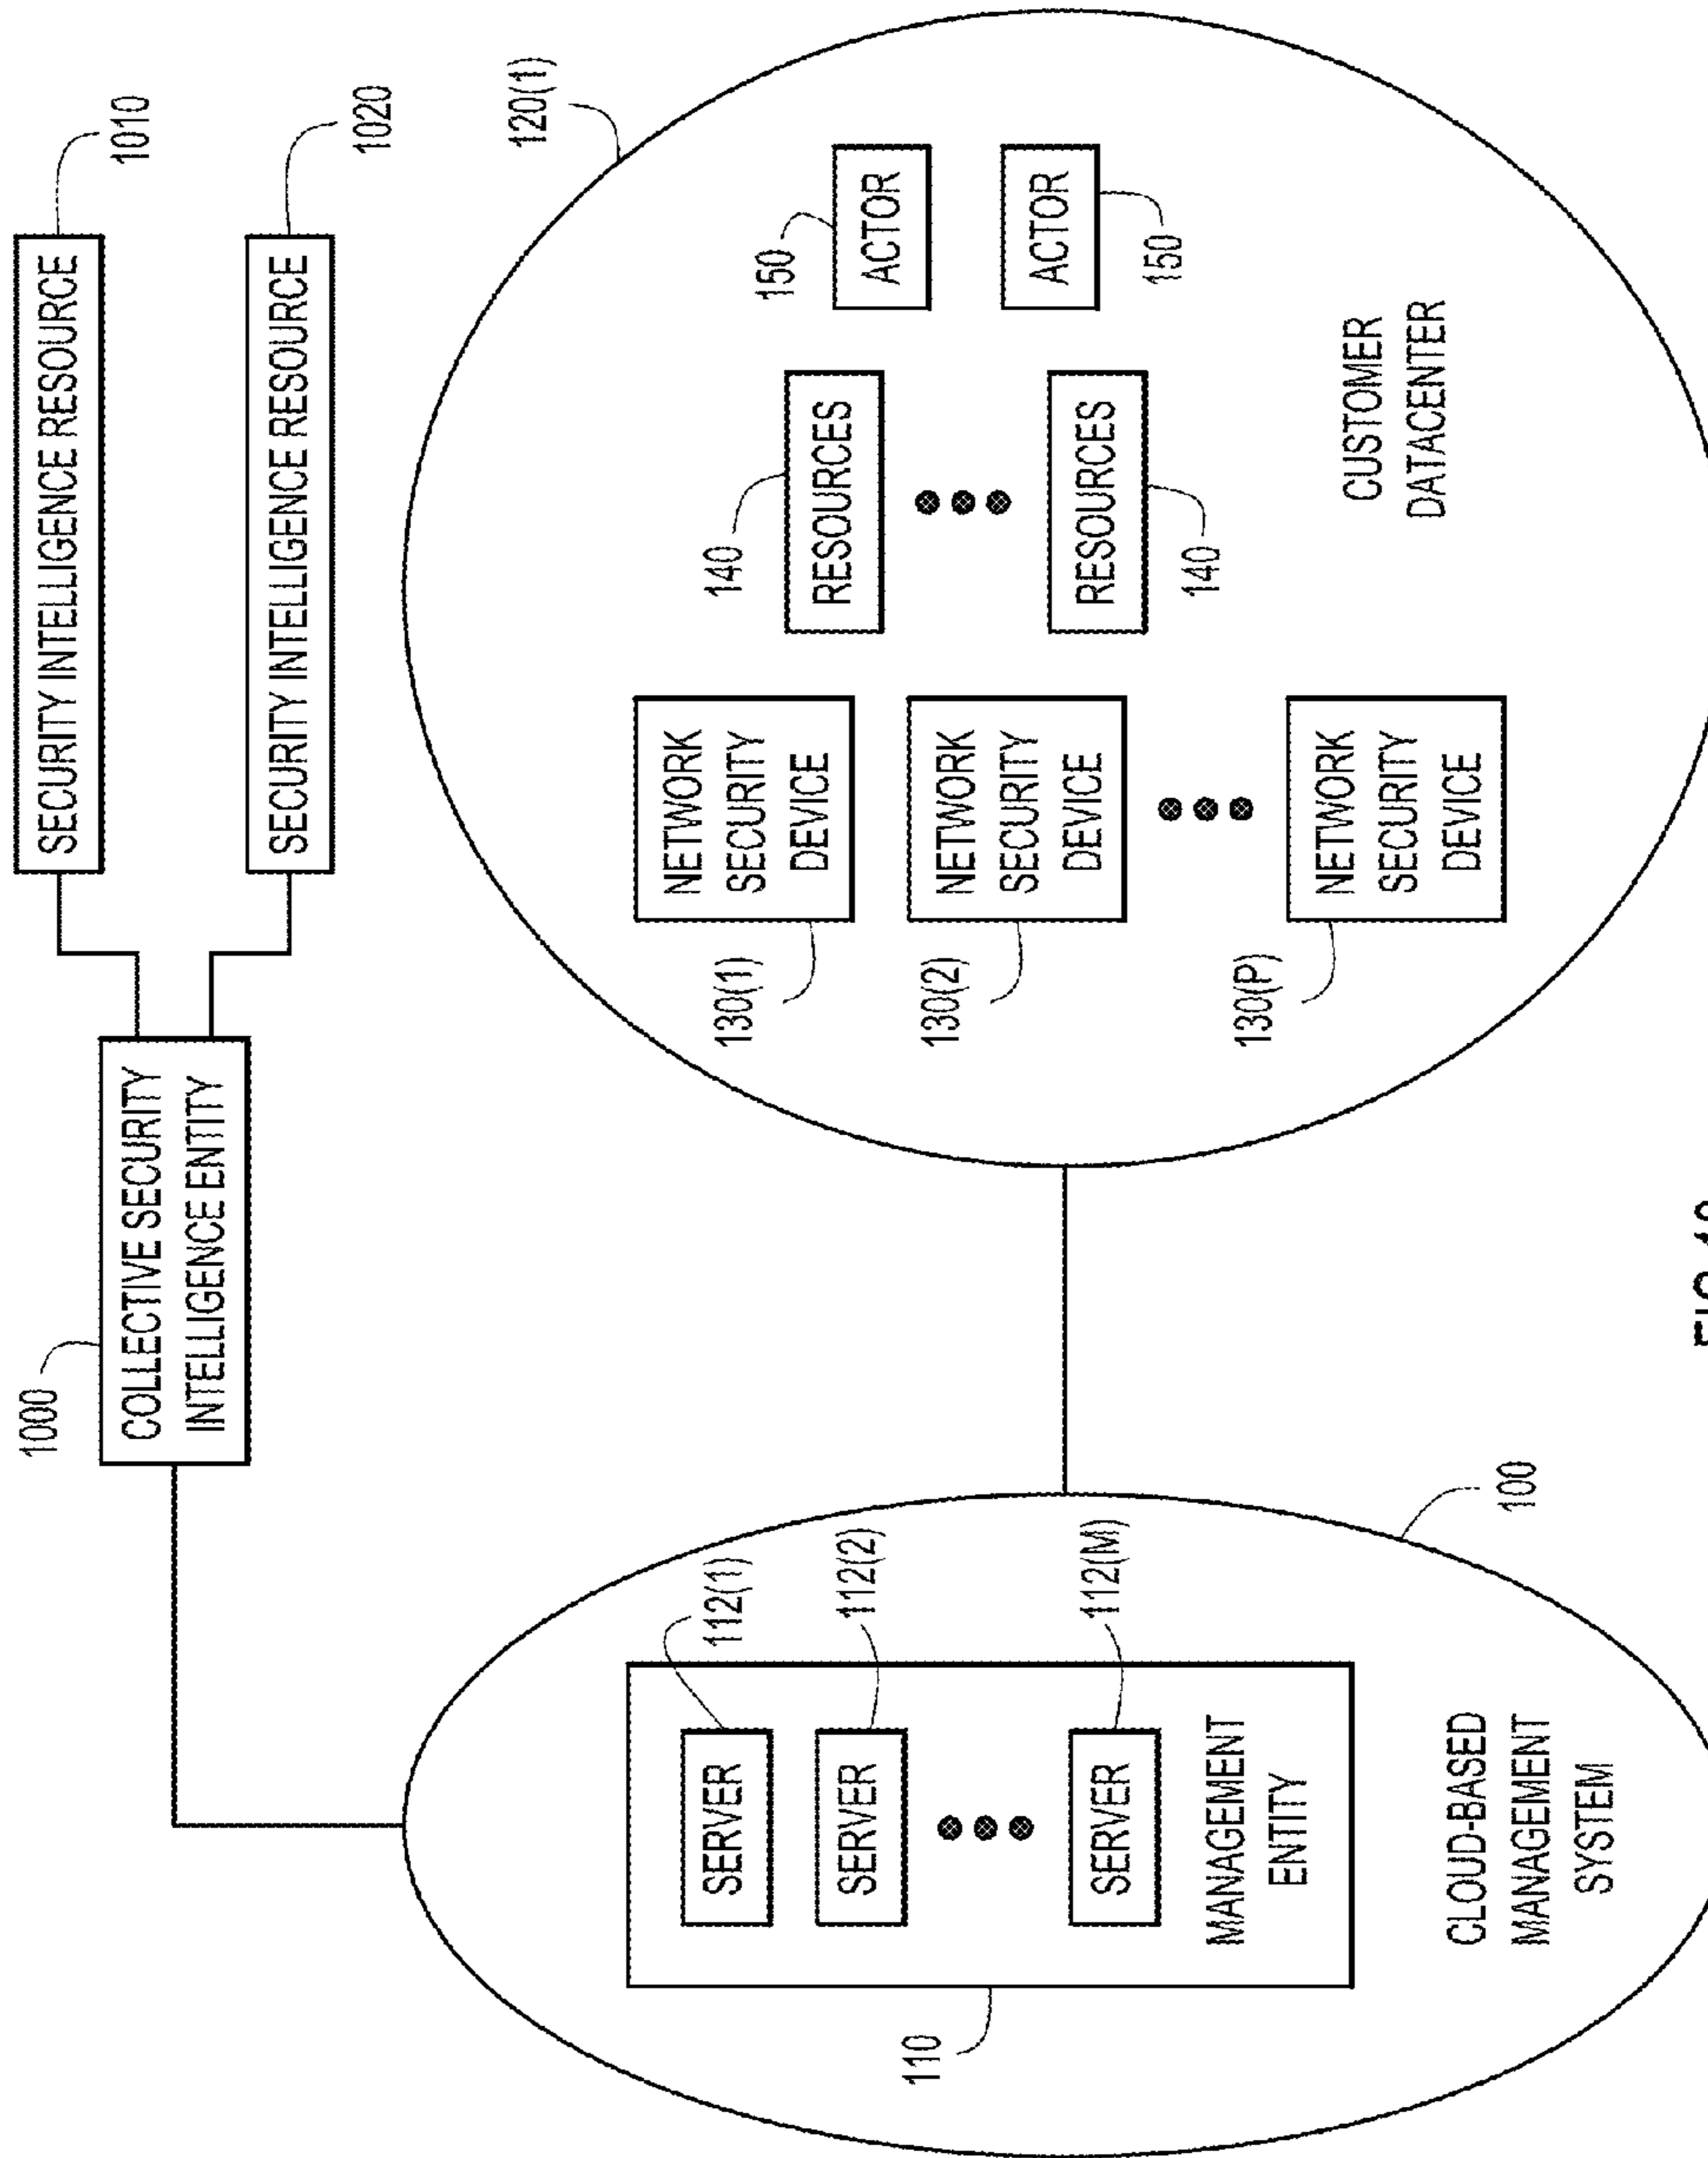 1000
COLLECTIVE SECURITY
INTELLIGENCE ENTITY
SECURITY INTELLIGENCE RESOURCE
1010
SECURITY INTELLIGENCE RESOURCE
1020
110
SERVER
112(1)
SERVER
112(2)
SERVER
112(M)
MANAGEMENT
ENTITY
CLOUD-BASED
MANAGEMENT
SYSTEM
100
120(1)
130(1)
NETWORK
SECURITY
DEVICE
130(2)
NETWORK
SECURITY
DEVICE
130(P)
NETWORK
SECURITY
DEVICE
140
RESOURCES
RESOURCES
140
150
ACTOR
ACTOR
150
CUSTOMER
DATACENTER